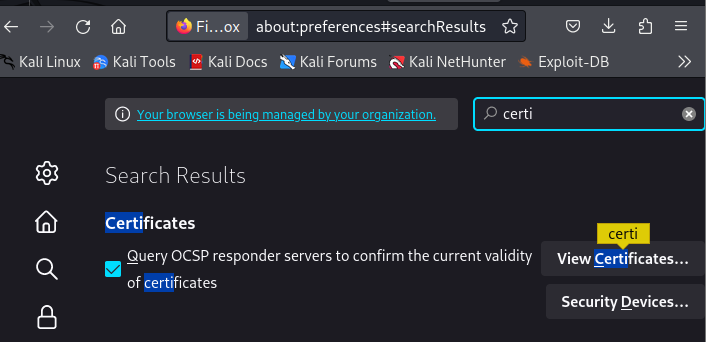 Fi…ox about:preferences#searchResults
Kali Linux Kali Tools Kali Docs Kali Forums Kali NetHunter Exploit-DB
Your browser is being managed by your organization.
certi
Search Results
Certificates
certi
Query OCSP responder servers to confirm the current validity
of certificates
View Certificates…
Security Devices…